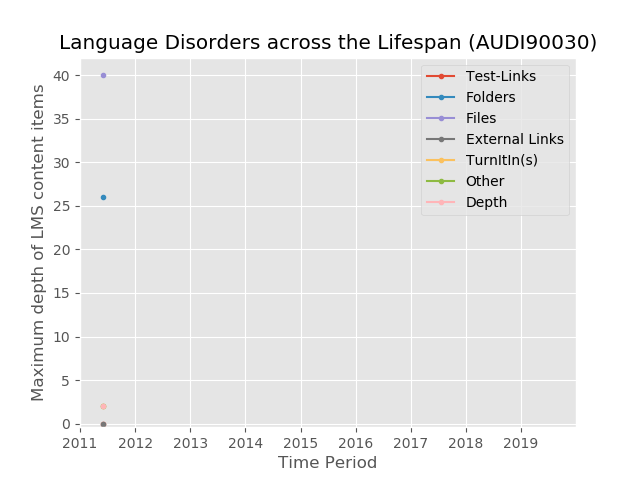 Language Disorders across the Lifespan (AUDI90030)
Maximum depth of LMS content items
40
35
30
25
20
15
10
5
0
Test-Links
Folders
Files
External Links
TurnItIn(s)
Other
Depth
2011 2012 2013 2014 2015 2016 2017 2018 2019
Time Period